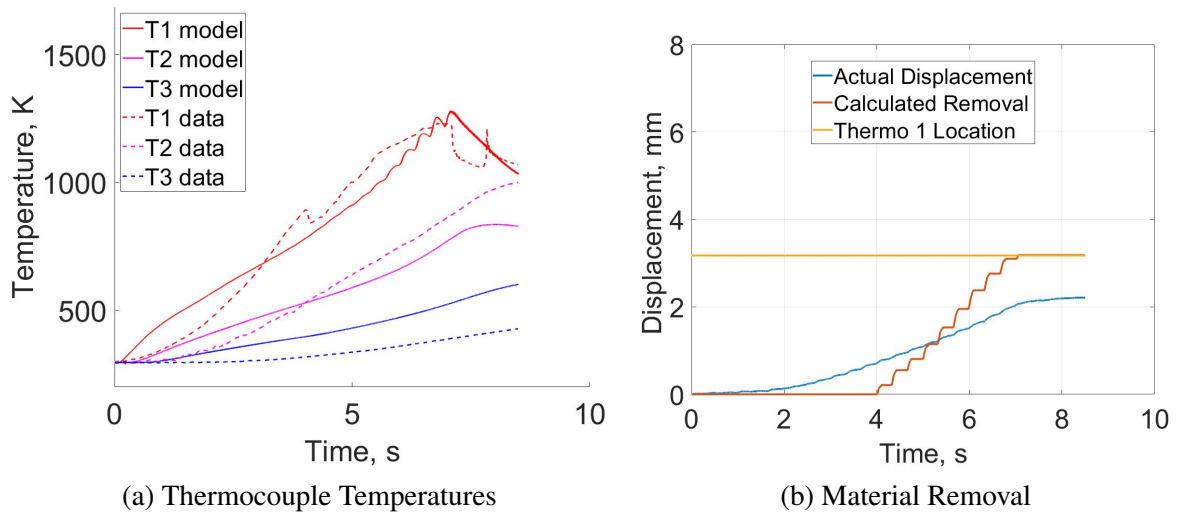 T1 model
T2 model
T3 model
T1 data
T2 data
T3 data
1500
1000
500
0
5
10
Temperature, K
Time, s
(a) Thermocouple Temperatures
Actual Displacement
Calculated Removal
Thermo 1 Location
8
6
4
2
0
0
2
4
6
8
10
Displacement, mm
Time, s
(b) Material Removal